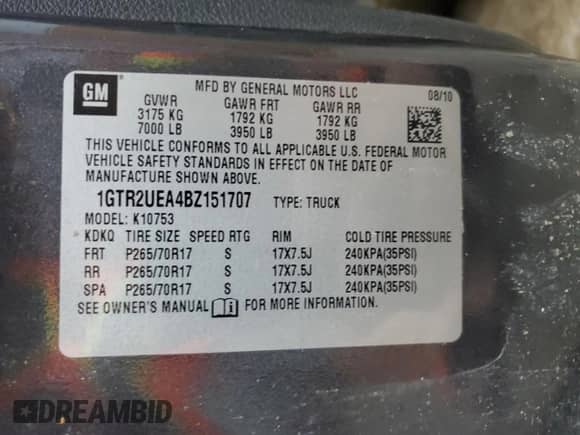 GM
MFD BY GENERAL MOTORS LLC
08/10
GVWR GAWR FRT GAWR RR
3175 KG 1792 KG 1792 KG
7000 LB 3950 LB 3950 LB
THIS VEHICLE CONFORMS TO ALL APPLICABLE U.S. FEDERAL MOTOR
VEHICLE SAFETY STANDARDS IN EFFECT ON THE DATE OF
MANUFACTURE SHOWN ABOVE.
1GTR2UEA4BZ151707 TYPE: TRUCK
MODEL: K10753
KDKQ TIRE SIZE SPEED RTG RIM COLD TIRE PRESSURE
FRT P265/70R17 S 17X7.5J 240KPA(35PSI)
RR P265/70R17 S 17X7.5J 240KPA(35PSI)
SPA P265/70R17 S 17X7.5J 240KPA(35PSI)
SEE OWNER'S MANUAL FOR MORE INFORMATION.
DREAMBID